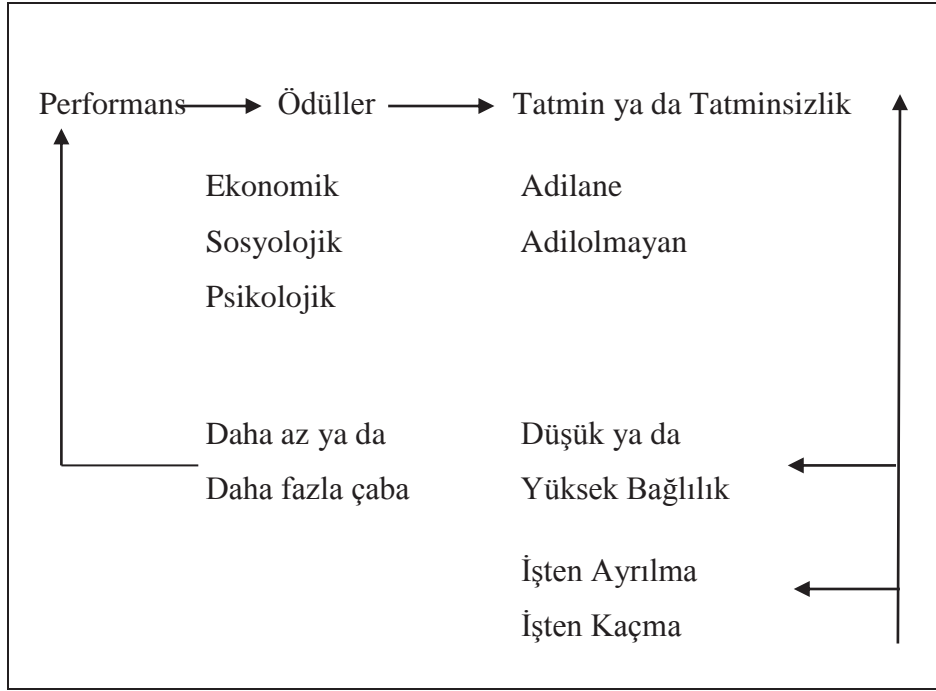 Performans Ödüller Tatmin ya da Tatminsizlik
Ekonomik Adilane
Sosyolojik Adilolmayan
Psikolojik
Daha az ya da Düşük ya da
Daha fazla çaba Yüksek Bağlılık
İşten Ayrılma
İşten Kaçma